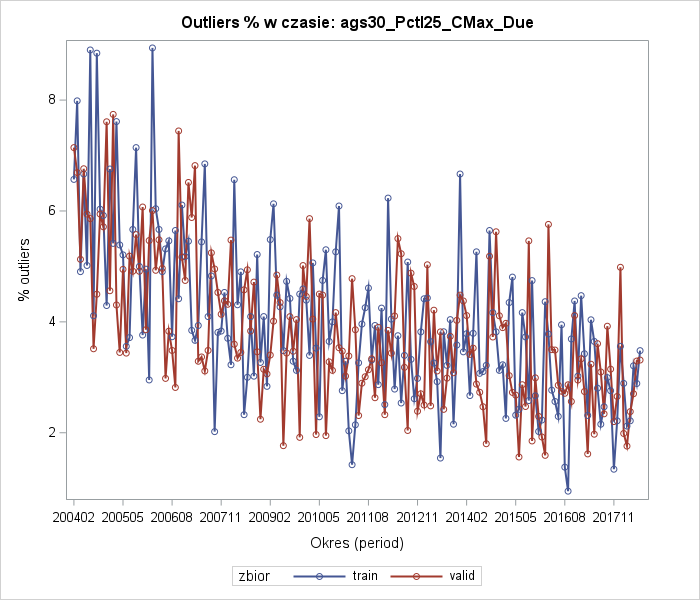 Outliers % w czasie: ags30_Pctl25_CMax_Due
% outliers
8
6
4
2
200402 200505 200608 200711 200902 201005 201108 201211 201402 201505 201608 201711
Okres (period)
zbior train valid